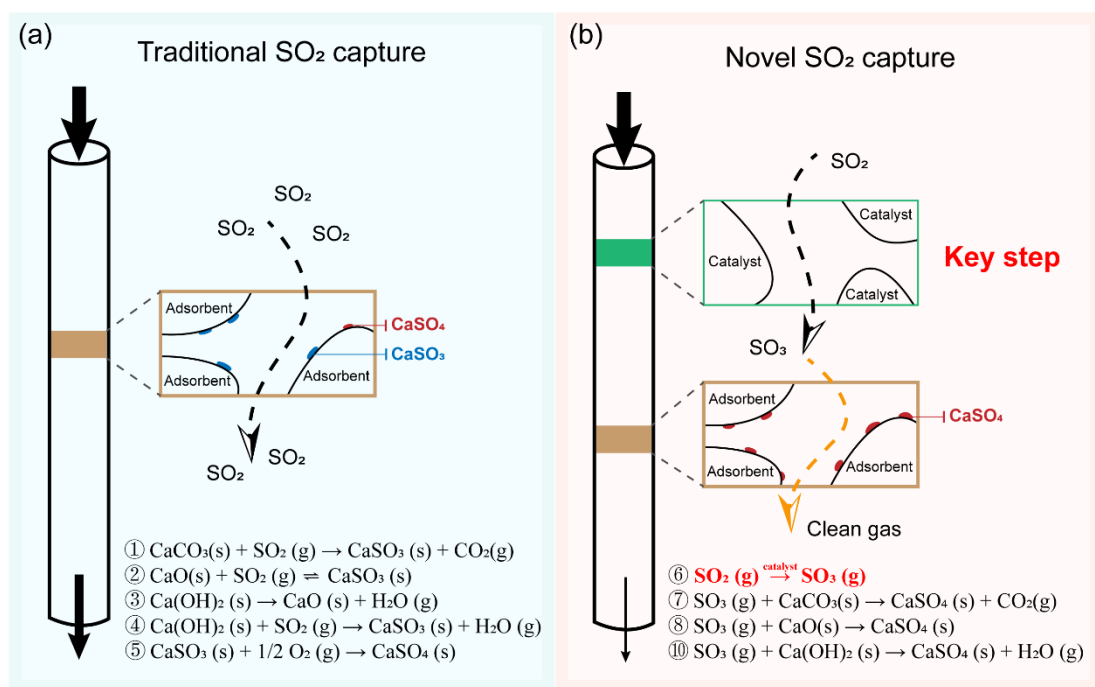 (a)
Traditional SO₂ capture
SO₂
SO₂
SO₂
Adsorbent
Adsorbent
Adsorbent
CaSO₄
CaSO₃
SO₂
SO₂
① CaCO₃(s) + SO₂ (g) → CaSO₃ (s) + CO₂(g)
② CaO(s) + SO₂ (g) ⇌ CaSO₃ (s)
③ Ca(OH)₂ (s) → CaO (s) + H₂O (g)
④ Ca(OH)₂ (s) + SO₂ (g) → CaSO₃ (s) + H₂O (g)
⑤ CaSO₃ (s) + 1/2 O₂ (g) → CaSO₄ (s)
(b)
Novel SO₂ capture
SO₂
Catalyst
Catalyst
Catalyst
Key step
SO₃
Adsorbent
Adsorbent
Adsorbent
CaSO₄
Clean gas
⑥ SO₂ (g) catalyst → SO₃ (g)
⑦ SO₃ (g) + CaCO₃(s) → CaSO₄ (s) + CO₂(g)
⑧ SO₃ (g) + CaO(s) → CaSO₄ (s)
⑩ SO₃ (g) + Ca(OH)₂ (s) → CaSO₄ (s) + H₂O (g)